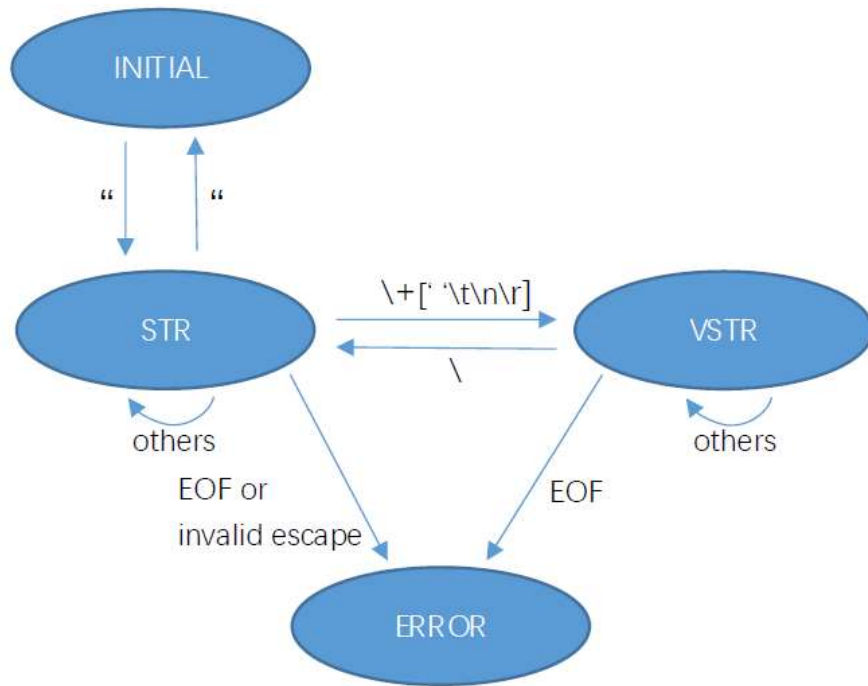 INITIAL
“ “
\+[‘ ‘\t\n\r]
STR
VSTR
\
others
others
EOF or
invalid escape
EOF
ERROR